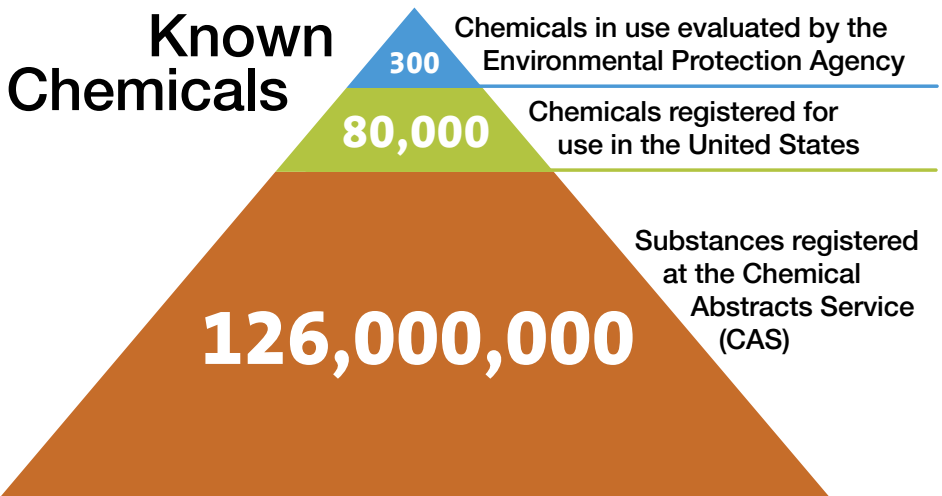 Known
Chemicals
300
Chemicals in use evaluated by the
Environmental Protection Agency
80,000
Chemicals registered for
use in the United States
126,000,000
Substances registered
at the Chemical
Abstracts Service
(CAS)